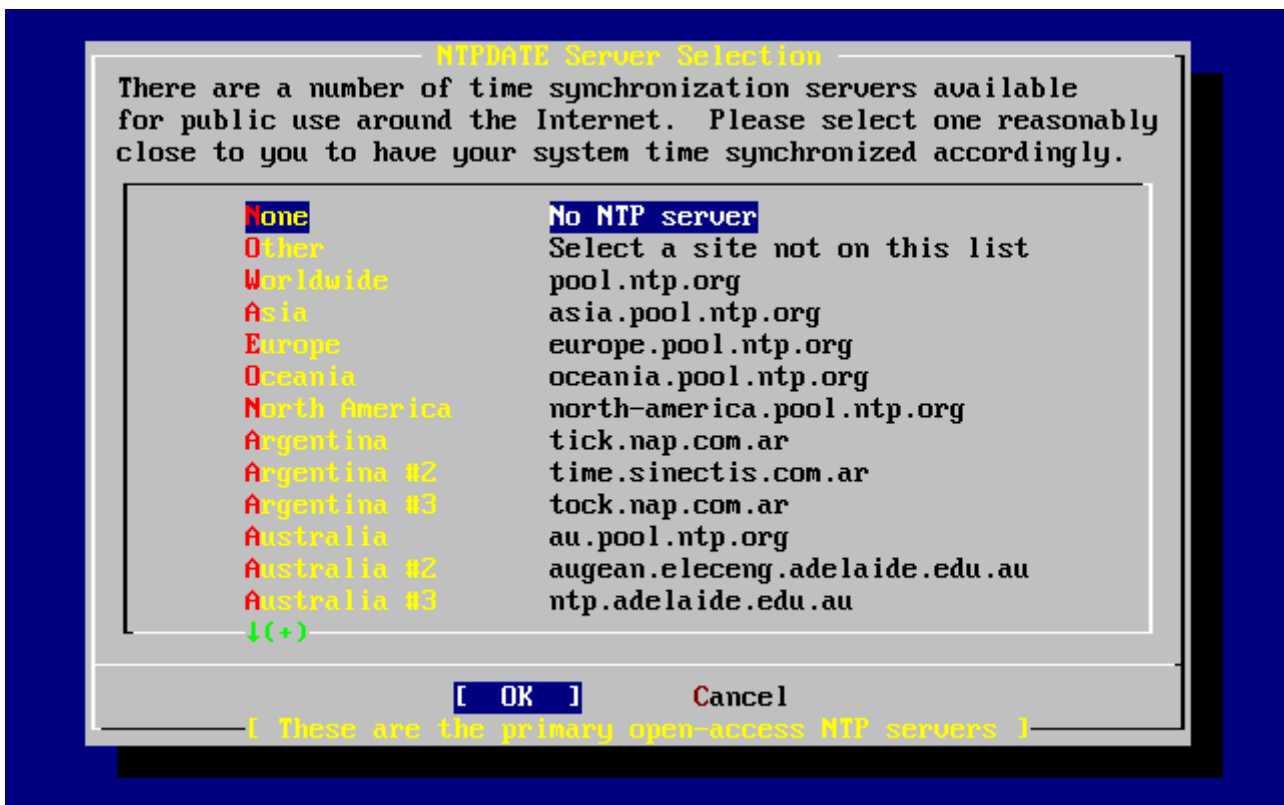 NTPDATE Server Selection
There are a number of time synchronization servers available
for public use around the Internet.  Please select one reasonably
close to you to have your system time synchronized accordingly.
None No NTP server
Other Select a site not on this list
Worldwide pool.ntp.org
Asia asia.pool.ntp.org
Europe europe.pool.ntp.org
Oceania oceania.pool.ntp.org
North America north-america.pool.ntp.org
Argentina tick.nap.com.ar
Argentina #2 time.sinectis.com.ar
Argentina #3 tock.nap.com.ar
Australia au.pool.ntp.org
Australia #2 augean.eleceng.adelaide.edu.au
Australia #3 ntp.adelaide.edu.au
↓(+)
[ OK ] Cancel
[ These are the primary open-access NTP servers ]